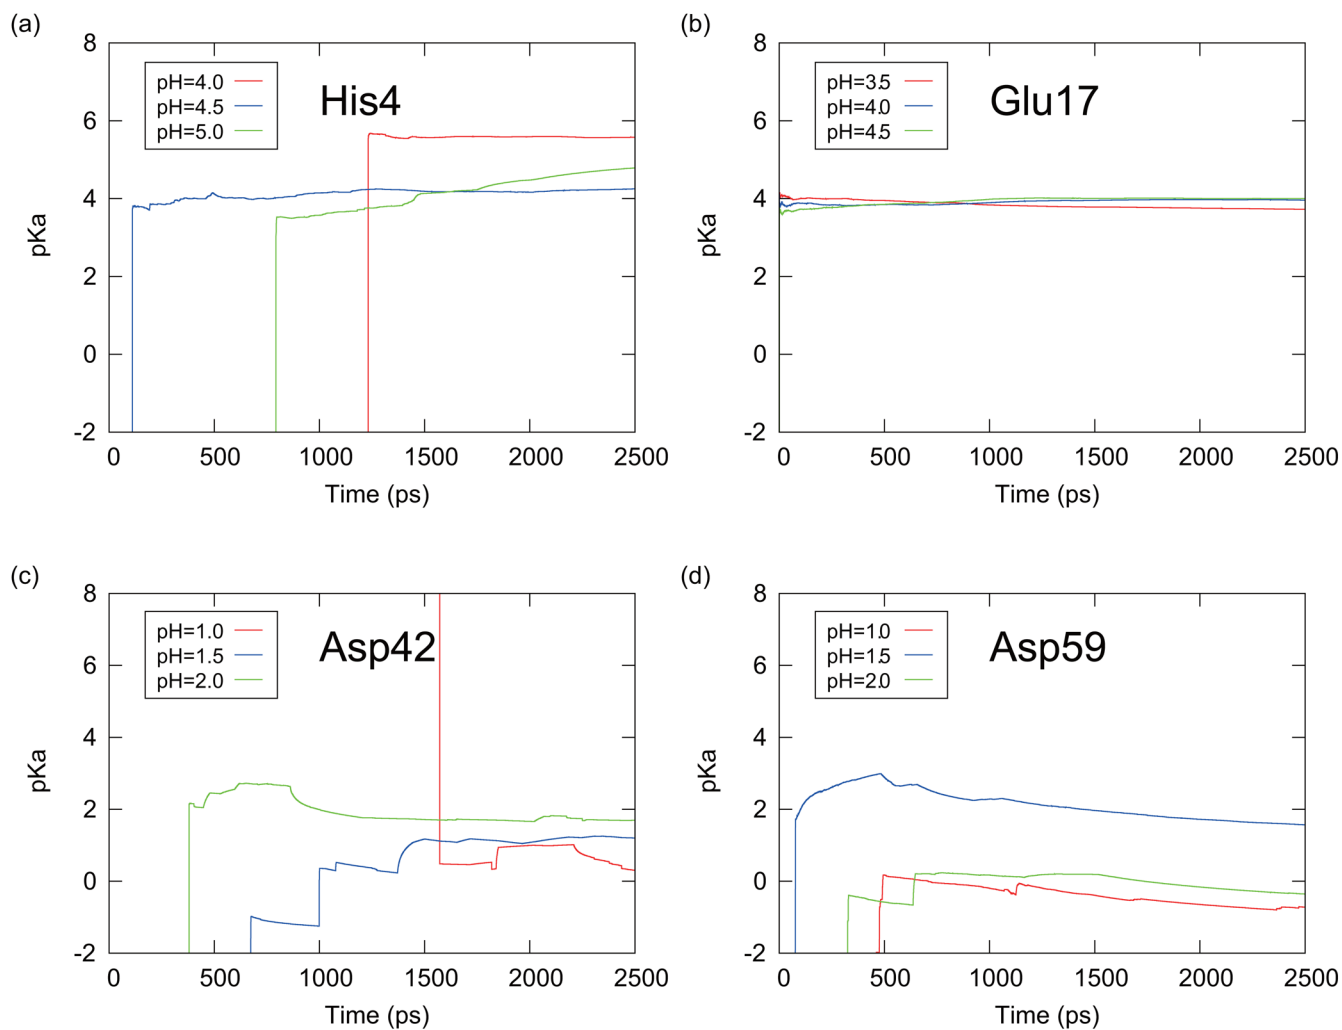 (a)
8
6
4
2
0
-2
pKa
pH=4.0
pH=4.5
pH=5.0
His4
0 500 1000 1500 2000 2500
Time (ps)
(b)
8
6
4
2
0
-2
pKa
pH=3.5
pH=4.0
pH=4.5
Glu17
0 500 1000 1500 2000 2500
Time (ps)
(c)
8
6
4
2
0
-2
pKa
pH=1.0
pH=1.5
pH=2.0
Asp42
0 500 1000 1500 2000 2500
Time (ps)
(d)
8
6
4
2
0
-2
pKa
pH=1.0
pH=1.5
pH=2.0
Asp59
0 500 1000 1500 2000 2500
Time (ps)